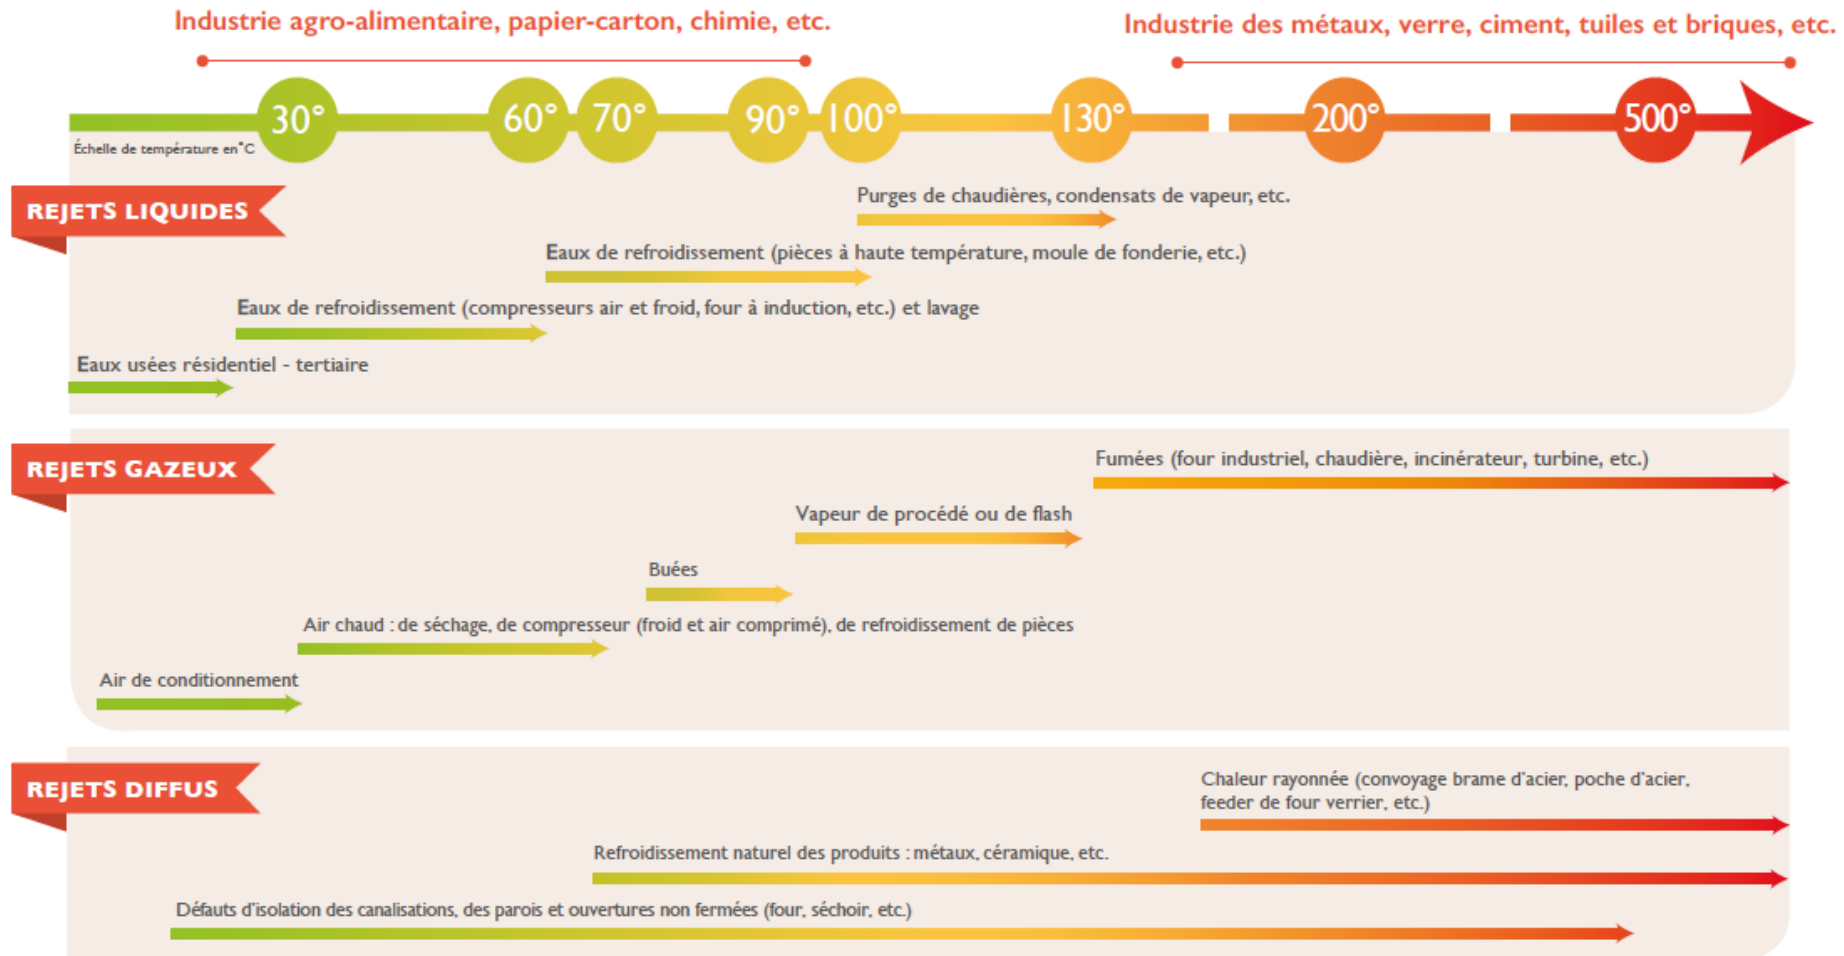 Industrie agro-alimentaire, papier-carton, chimie, etc.
Industrie des métaux, verre, ciment, tuiles et briques, etc.
30° 60° 70° 90° 100° 130° 200° 500°
Échelle de température en°C
REJETS LIQUIDES
Purges de chaudières, condensats de vapeur, etc.
Eaux de refroidissement (pièces à haute température, moule de fonderie, etc.)
Eaux de refroidissement (compresseurs air et froid, four à induction, etc.) et lavage
Eaux usées résidentiel - tertiaire
REJETS GAZEUX
Fumées (four industriel, chaudière, incinérateur, turbine, etc.)
Vapeur de procédé ou de flash
Buées
Air chaud : de séchage, de compresseur (froid et air comprimé), de refroidissement de pièces
Air de conditionnement
REJETS DIFFUS
Chaleur rayonnée (convoyage brame d'acier, poche d'acier,
feeder de four verrier, etc.)
Refroidissement naturel des produits : métaux, céramique, etc.
Défauts d'isolation des canalisations, des parois et ouvertures non fermées (four, séchoir, etc.)